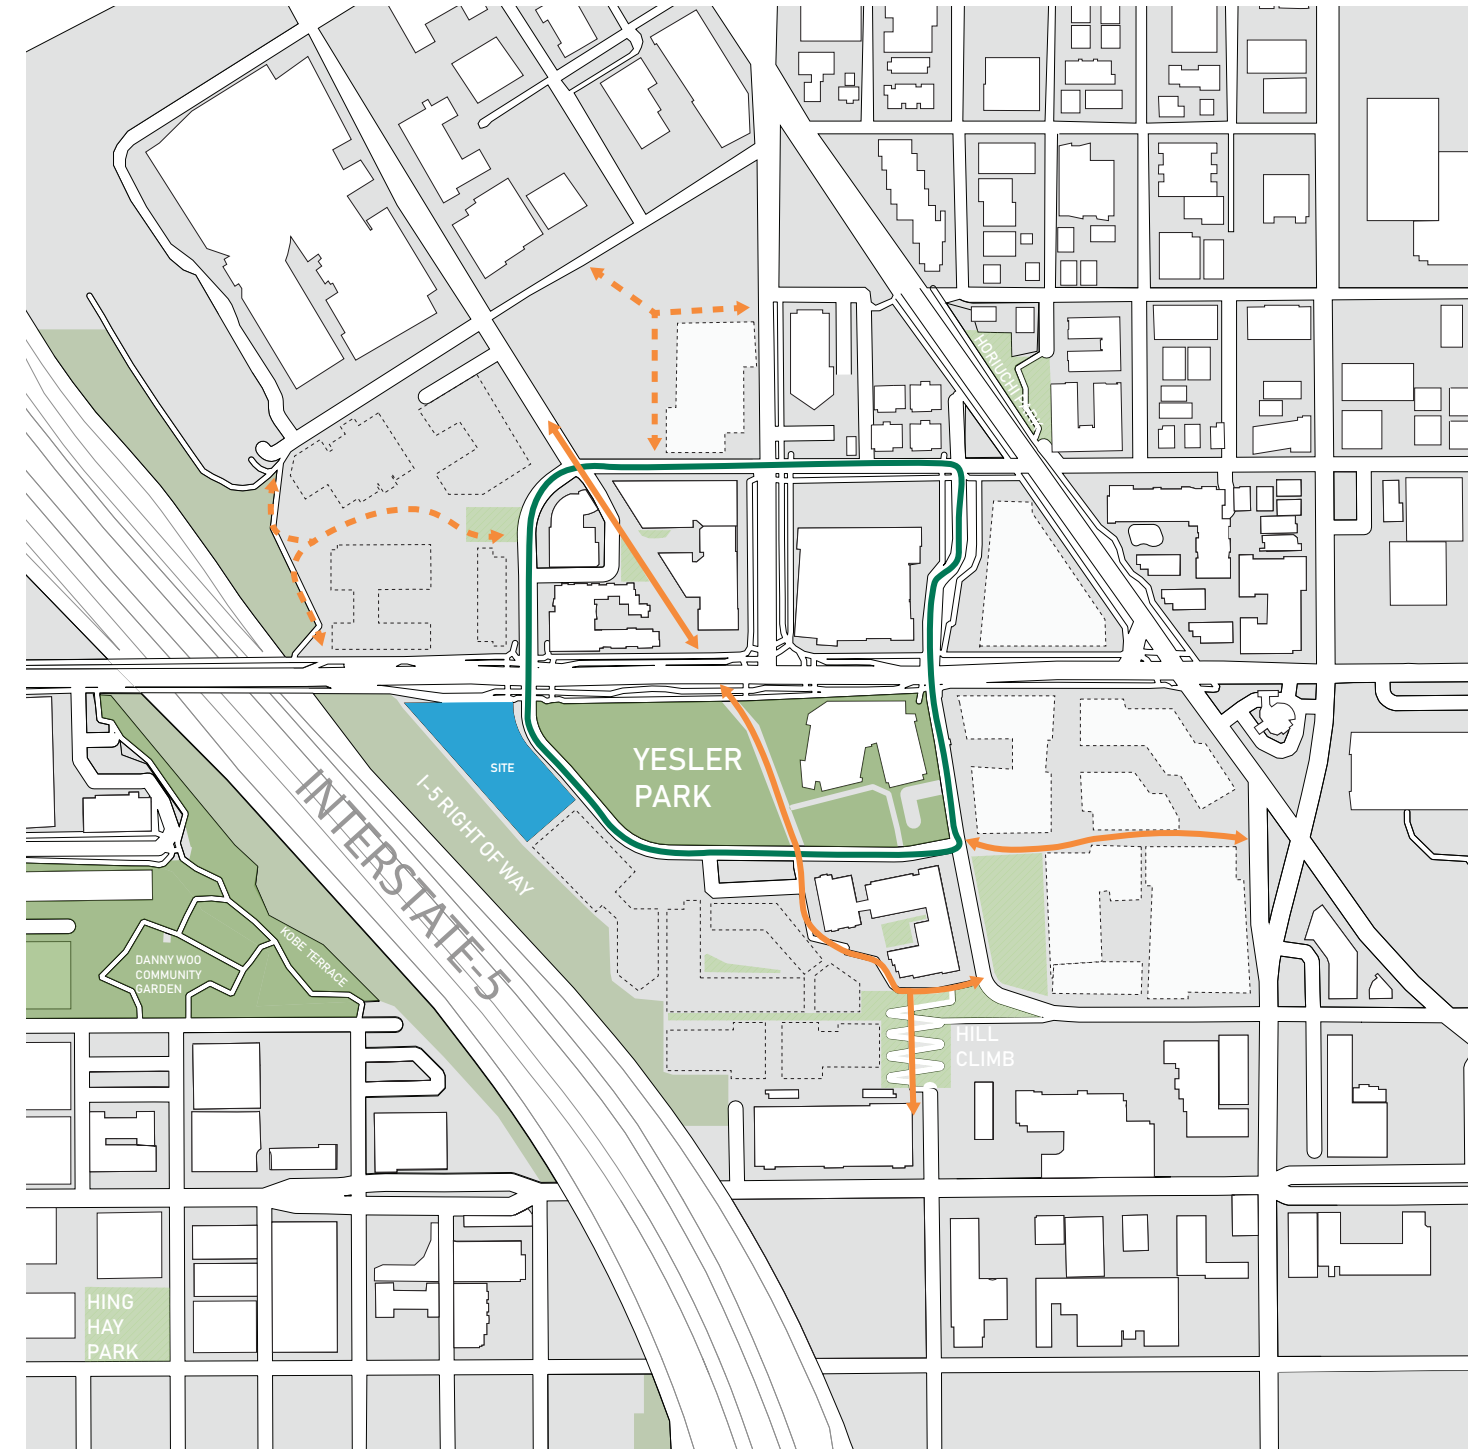 HORIUCHI PARK
YESLER
PARK
SITE
I-5 RIGHT OF WAY
INTERSTATE-5
KOBE TERRACE
DANNY WOO
COMMUNITY
GARDEN
HILL
CLIMB
HING
HAY
PARK